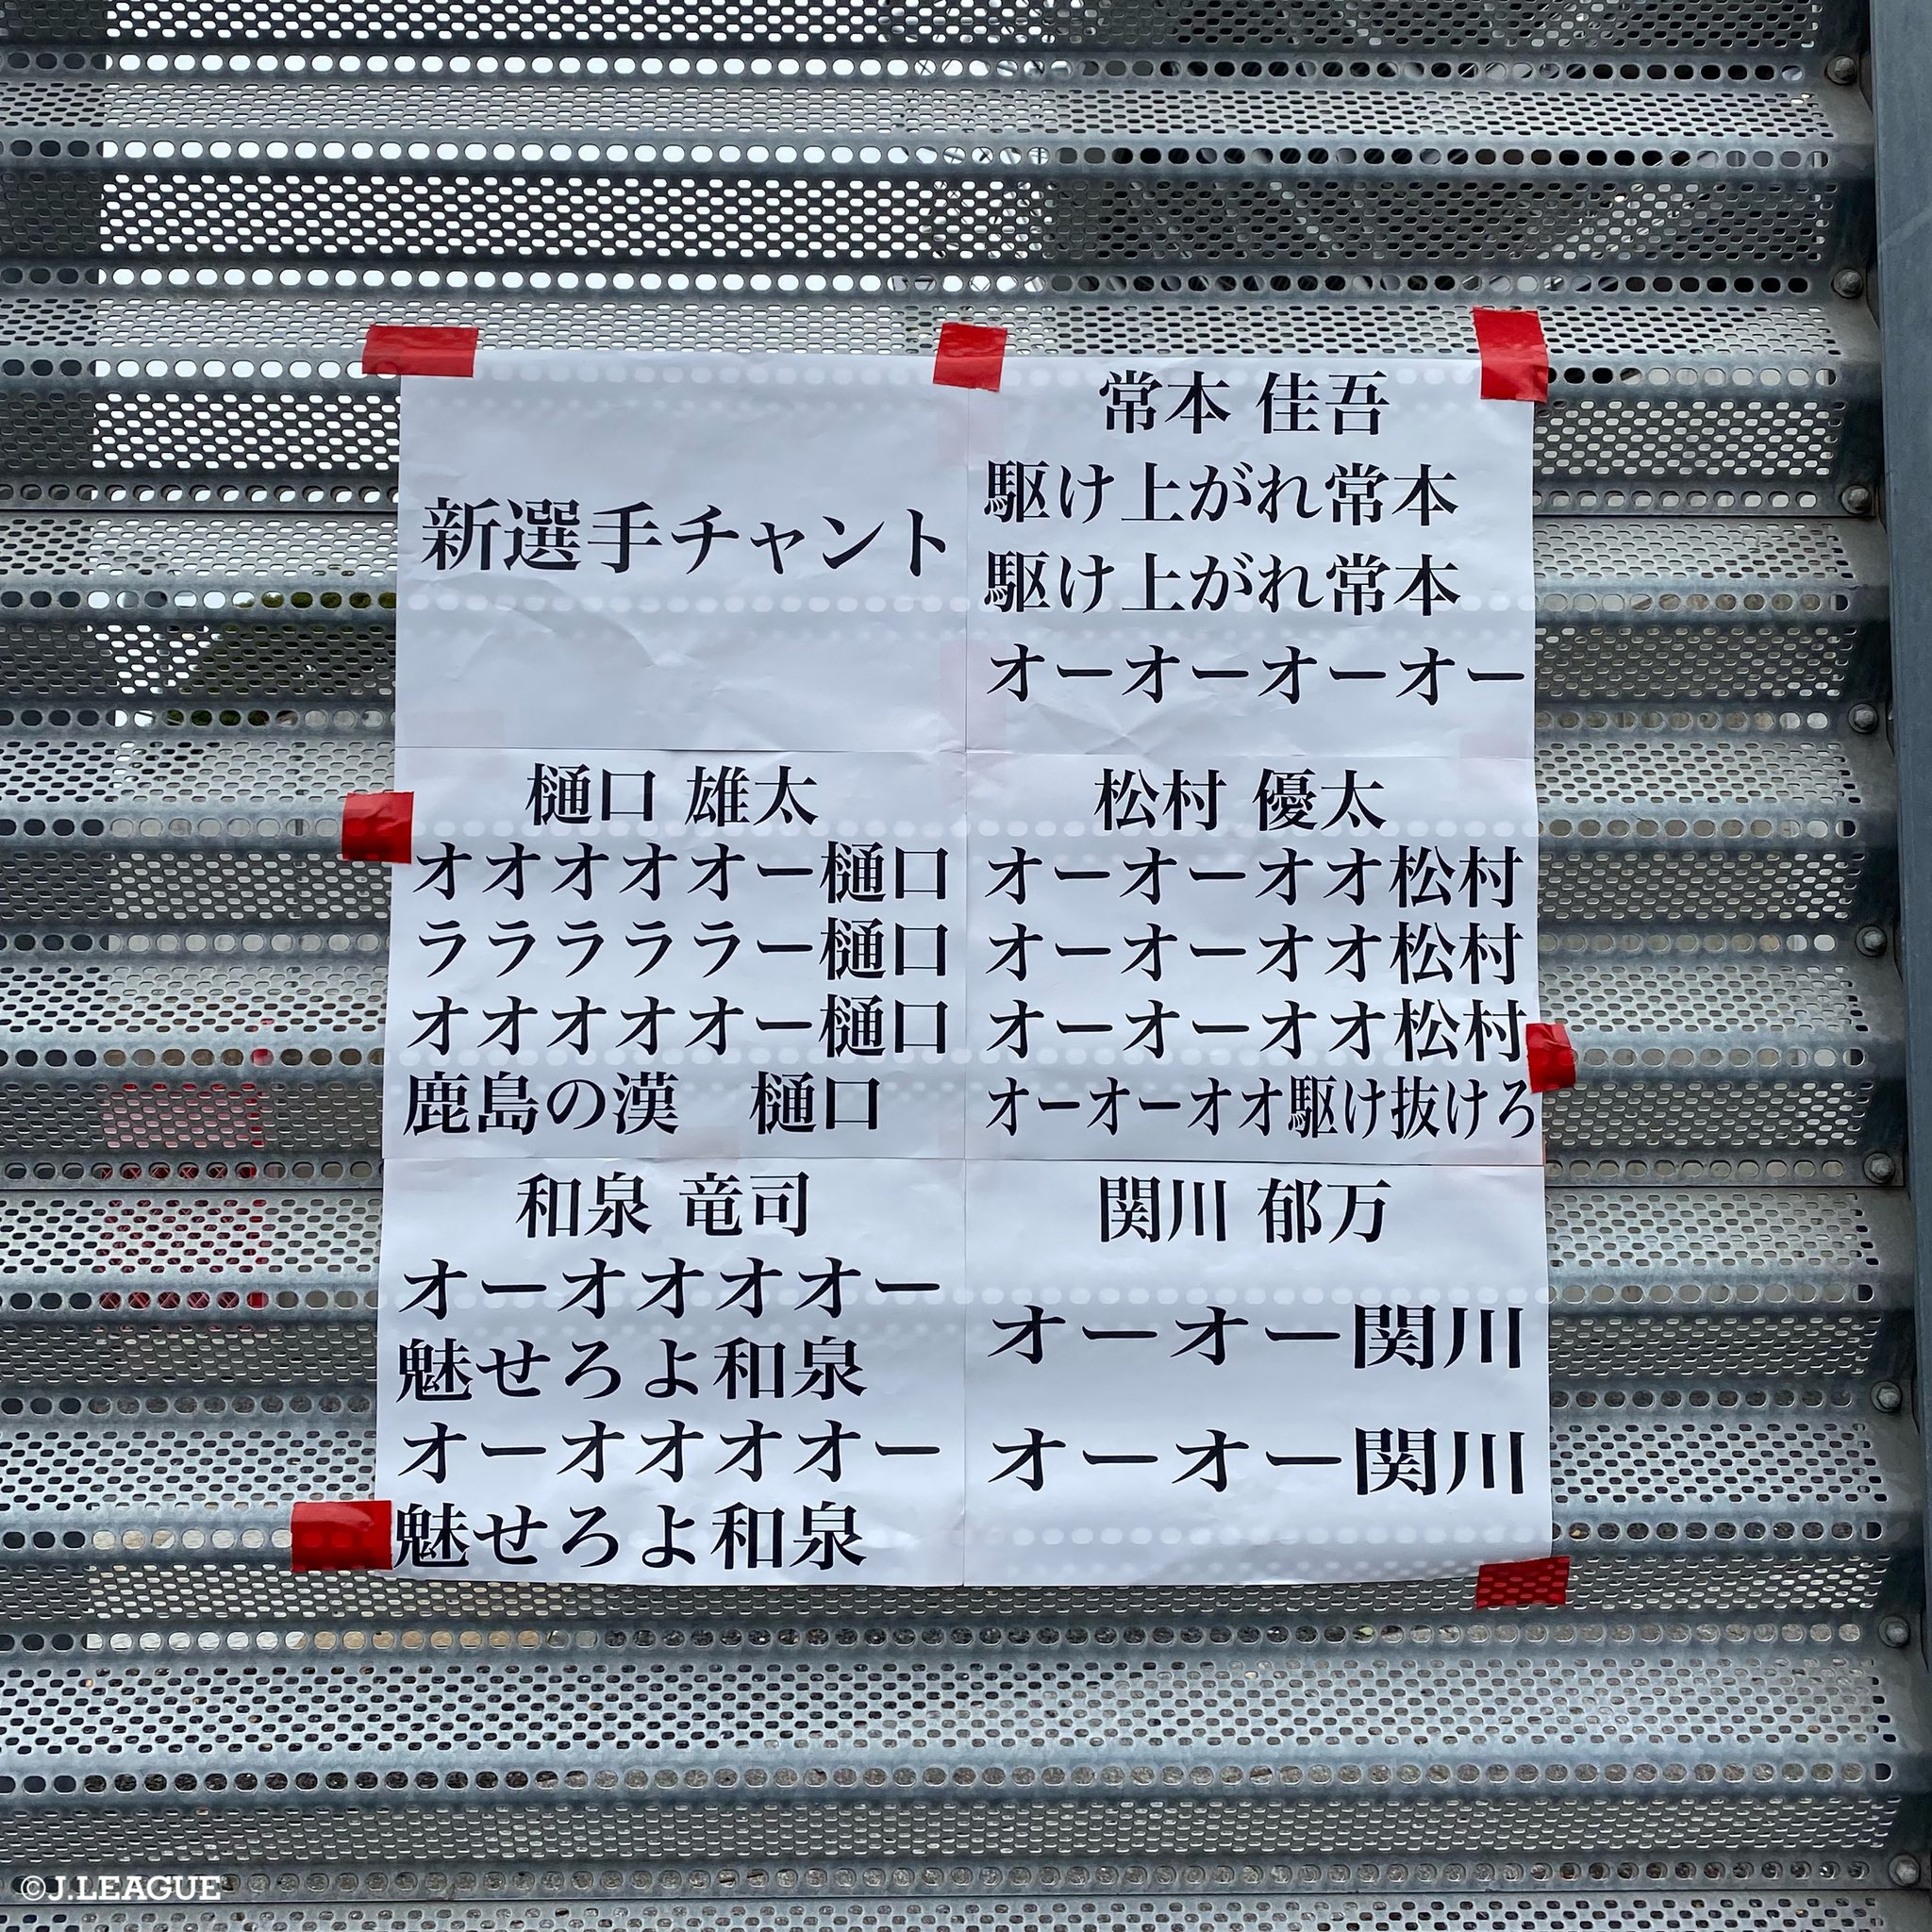 新選手チャント
常本 佳吾
駆け上がれ常本
駆け上がれ常本
オーオーオーオー
樋口 雄太
オオオオオー樋口
ラララララー樋口
オオオオオー樋口
鹿島の漢　樋口
松村 優太
オーオーオオ松村
オーオーオオ松村
オーオーオオ松村
オーオーオオ駆け抜けろ
和泉 竜司
オーオオオオー
魅せろよ和泉
オーオオオオー
魅せろよ和泉
関川 郁万
オーオー関川
オーオー関川
©J.LEAGUE